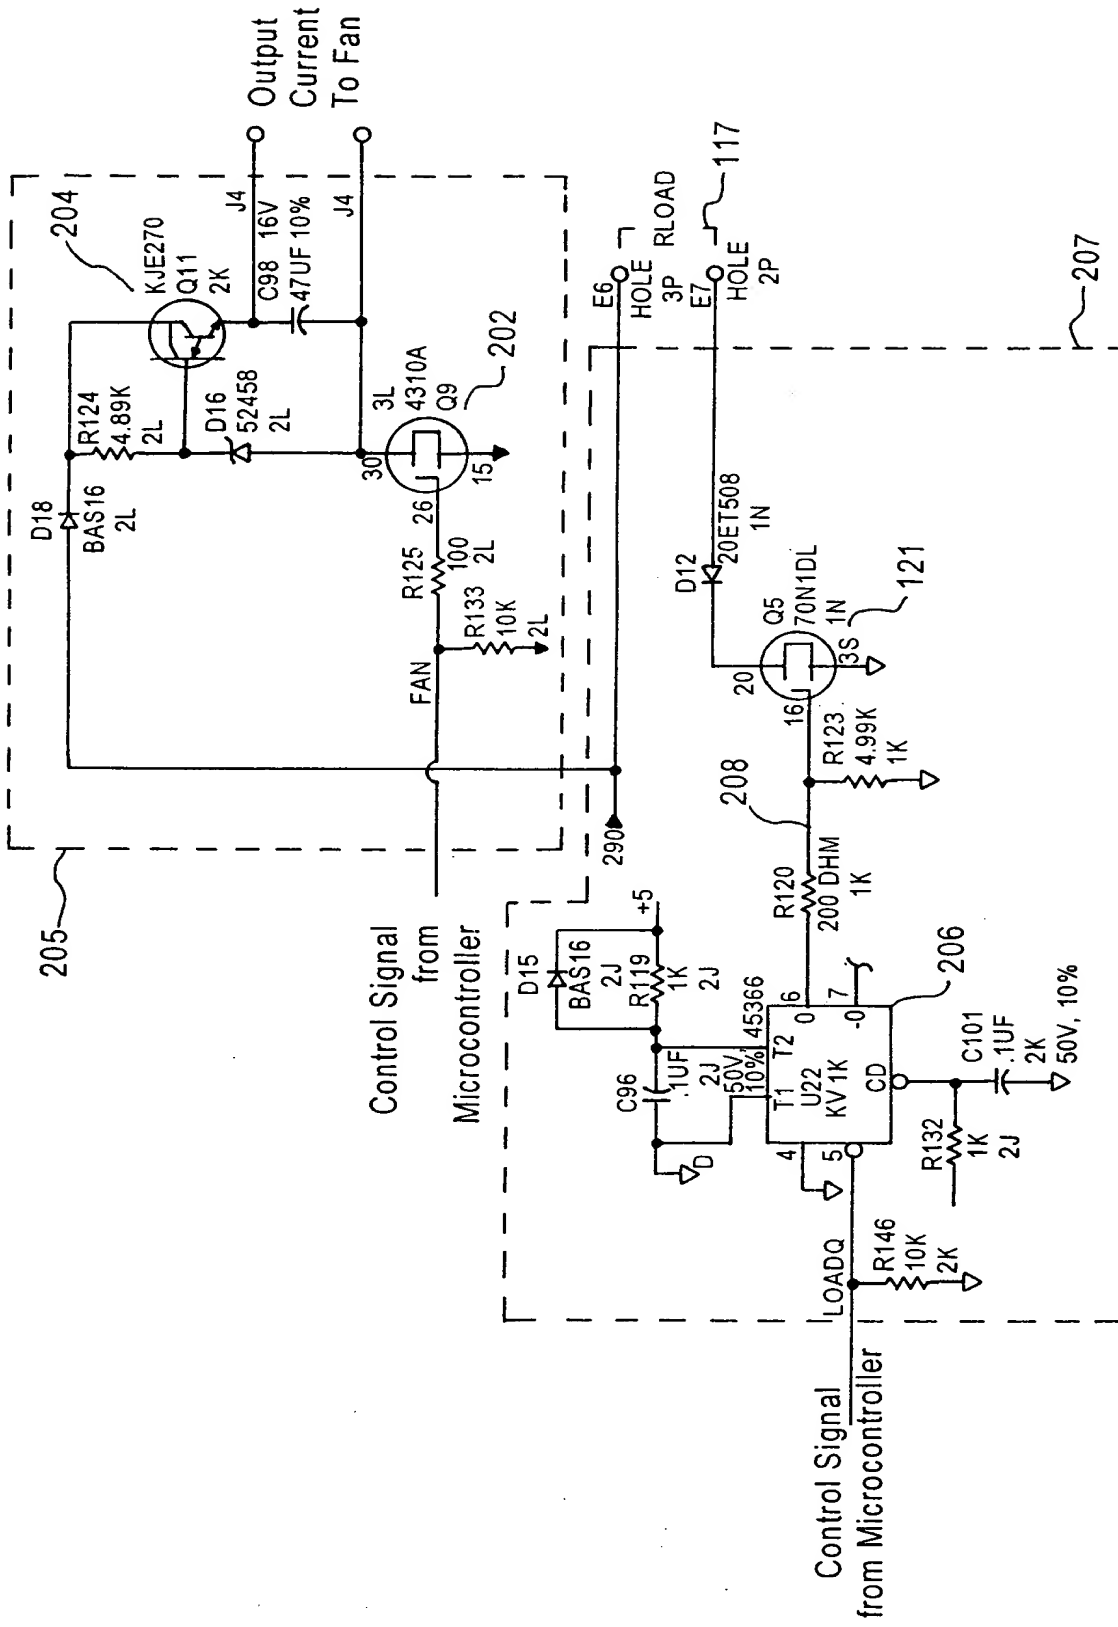 204
KJE270
Q11
2K
R124
4.89K
2L
D18
BAS16
2L
D16
52458
2L
C98 16V
47UF 10%
J4
J4
Output
Current
To Fan
3L
4310A
Q9
202
30
26
15
R125
100
2L
R133
10K
2L
FAN
205
Control Signal
from
Microcontroller
E6
HOLE
3P
RLOAD
E7
HOLE
2P
117
207
290
D12
20ET508
1N
Q5
70N1DL
1N
3S
121
20
16
R123
4.99K
1K
208
R120
200 DHM
1K
+5
D15
BAS16
2J
R119
1K
2J
C96
.1UF
2J
50V,
10%
45366
D
T1
T2
U22
KV 1K
CD
0
6
-0
7
4
5
206
C101
.1UF
2K
50V, 10%
R132
1K
2J
LOADQ
R146
10K
2K
Control Signal
from Microcontroller